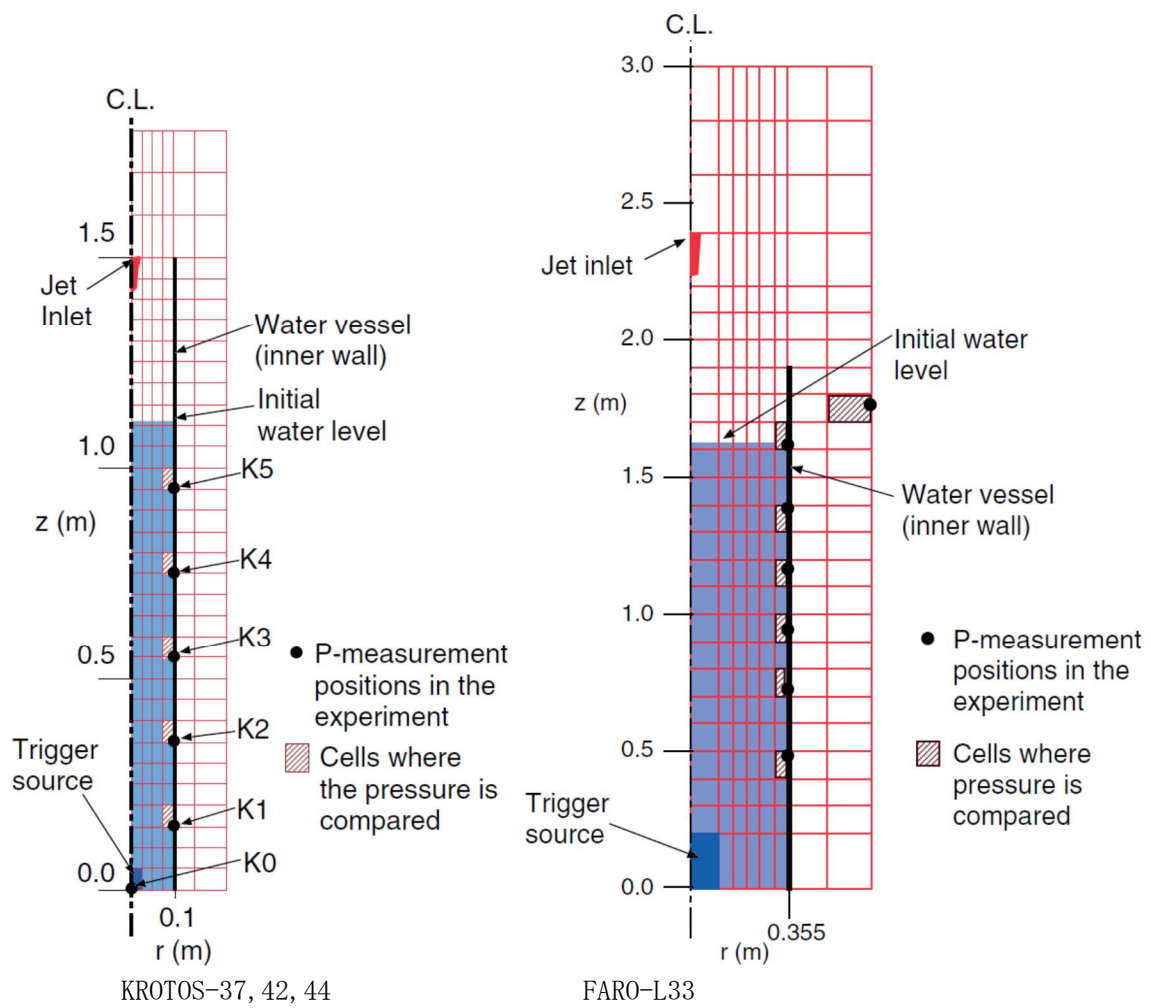 C.L.
1.5
Jet
Inlet
Water vessel
(inner wall)
Initial
water level
1.0
K5
z (m)
K4
K3
0.5
P-measurement
positions in the
experiment
K2
Trigger
source
Cells where
the pressure is
compared
K1
K0
0.0
0.1
r (m)
KROTOS-37, 42, 44
C.L.
3.0
2.5
Jet inlet
2.0
Initial water
level
z (m)
1.5
Water vessel
(inner wall)
1.0
P-measurement
positions in the
experiment
0.5
Cells where
pressure is
compared
Trigger
source
0.0
0.355
r (m)
FARO-L33